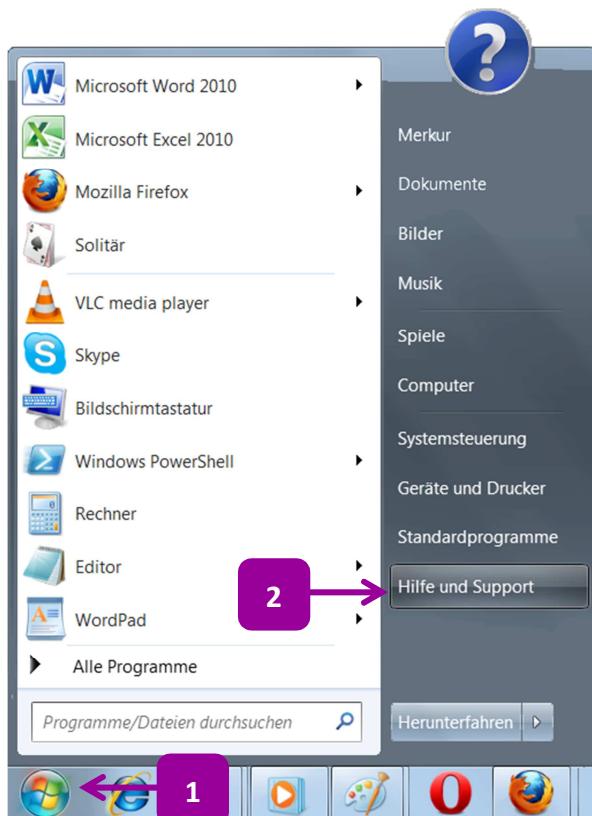 Microsoft Word 2010
Microsoft Excel 2010
Mozilla Firefox
Solitär
VLC media player
Skype
Bildschirmtastatur
Windows PowerShell
Rechner
Editor
WordPad
Alle Programme
Programme/Dateien durchsuchen
Merkur
Dokumente
Bilder
Musik
Spiele
Computer
Systemsteuerung
Geräte und Drucker
Standardprogramme
Hilfe und Support
Herunterfahren
2
1